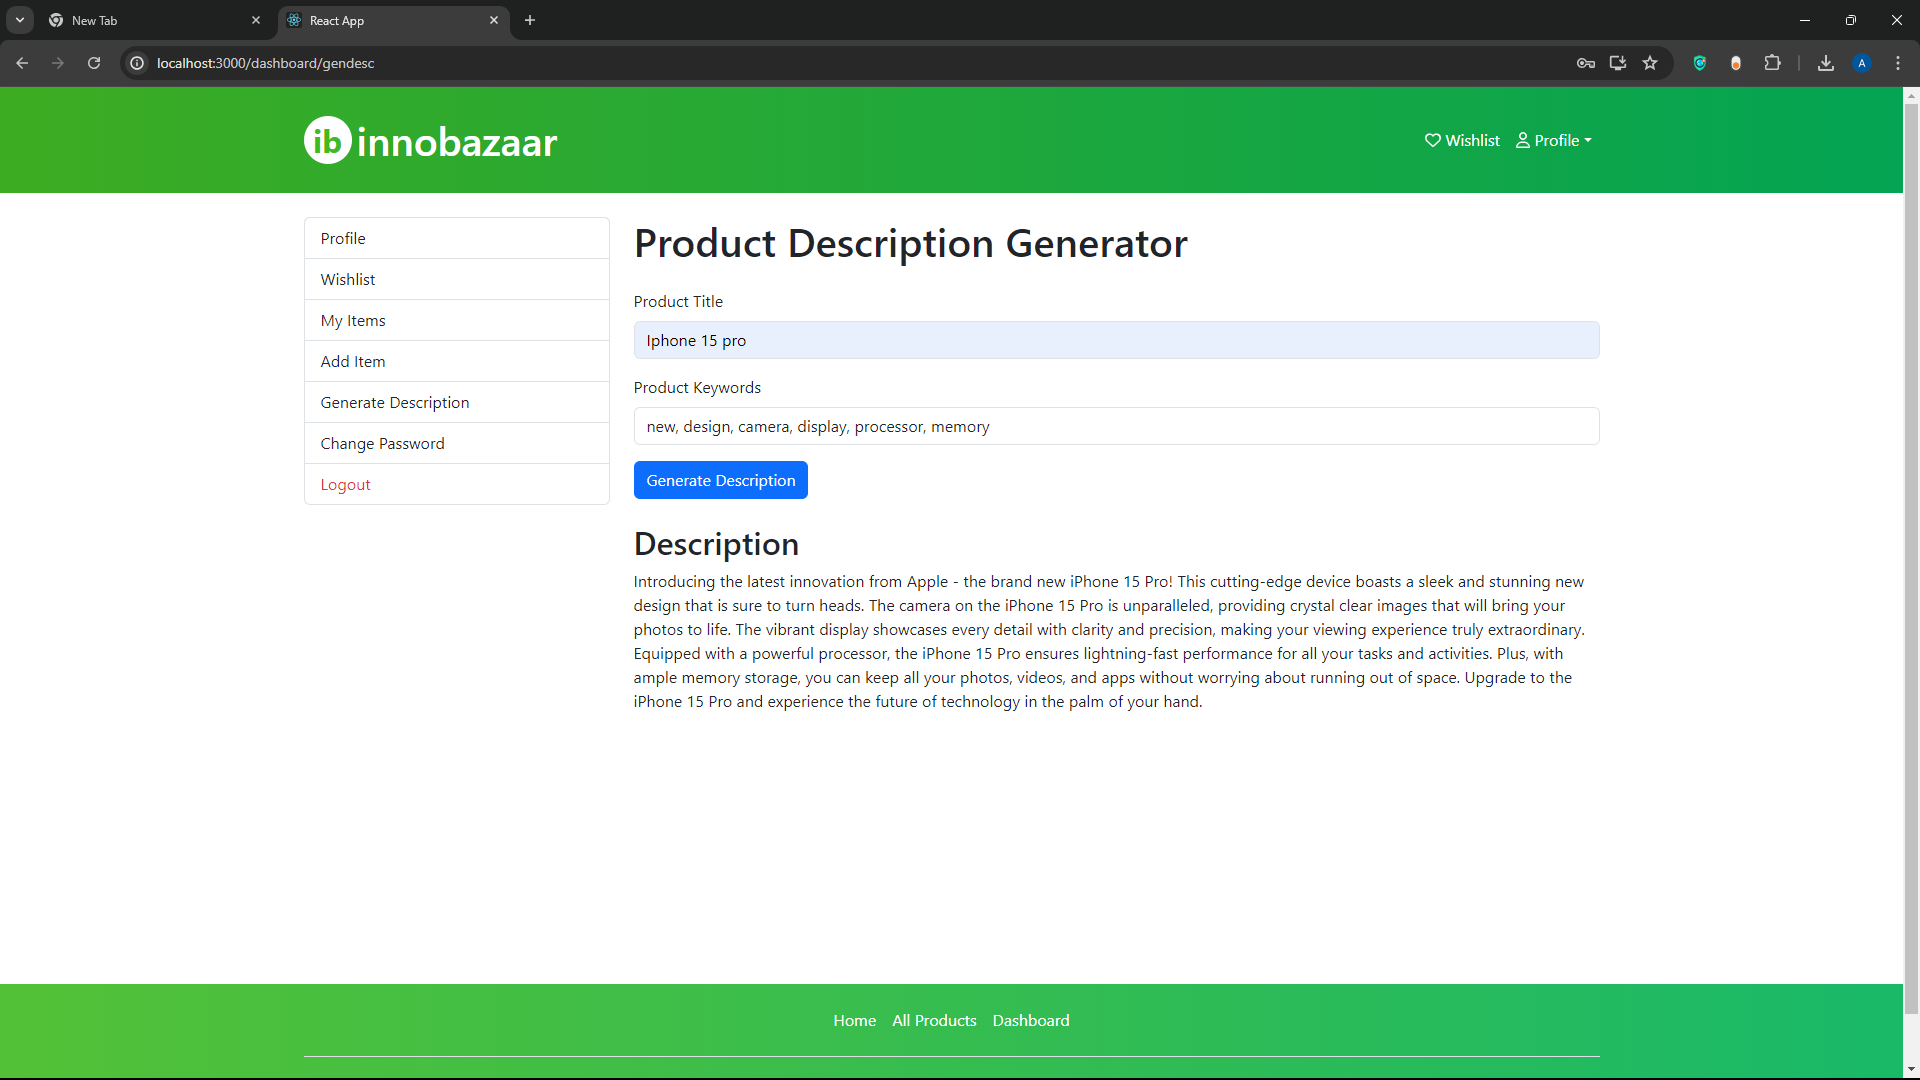 New Tab
React App
localhost:3000/dashboard/gendesc
A
ib innobazaar
Wishlist
Profile
Profile
Wishlist
My Items
Add Item
Generate Description
Change Password
Logout
Product Description Generator
Product Title
Iphone 15 pro
Product Keywords
new, design, camera, display, processor, memory
Generate Description
Description
Introducing the latest innovation from Apple - the brand new iPhone 15 Pro! This cutting-edge device boasts a sleek and stunning new
design that is sure to turn heads. The camera on the iPhone 15 Pro is unparalleled, providing crystal clear images that will bring your
photos to life. The vibrant display showcases every detail with clarity and precision, making your viewing experience truly extraordinary.
Equipped with a powerful processor, the iPhone 15 Pro ensures lightning-fast performance for all your tasks and activities. Plus, with
ample memory storage, you can keep all your photos, videos, and apps without worrying about running out of space. Upgrade to the
iPhone 15 Pro and experience the future of technology in the palm of your hand.
Home All Products Dashboard